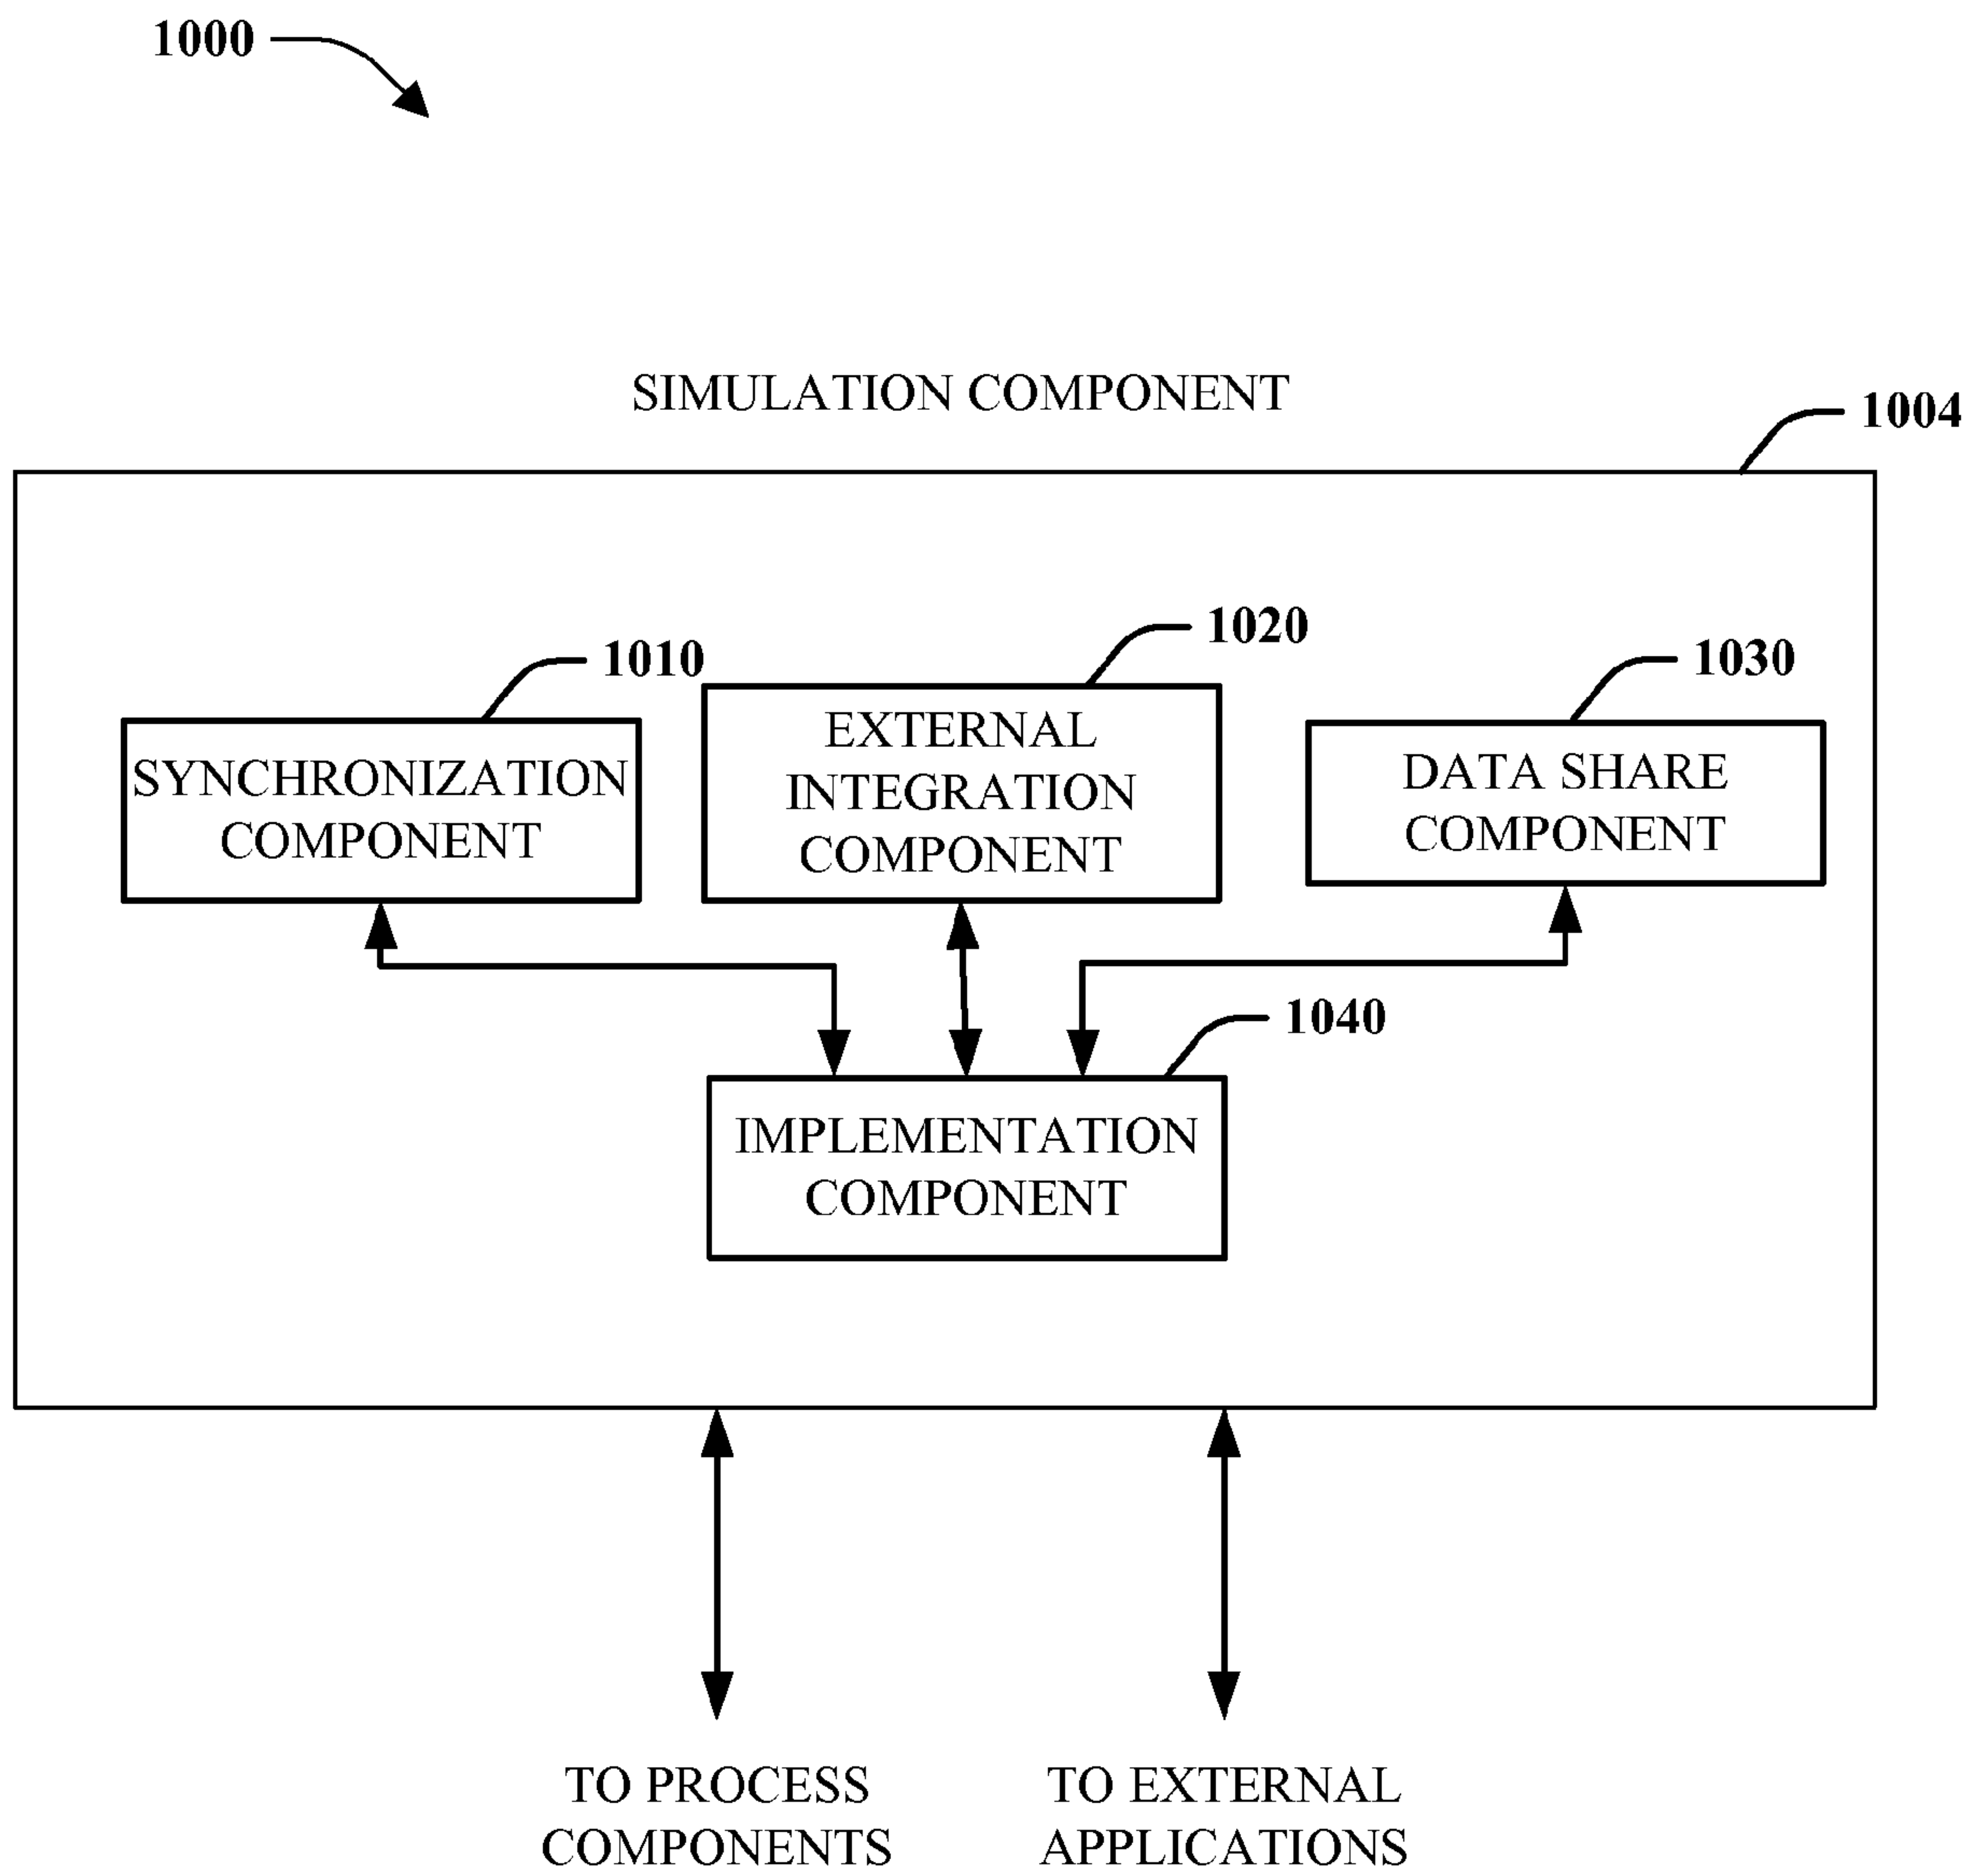 1000
SIMULATION COMPONENT
1004
1010
1020
1030
SYNCHRONIZATION
COMPONENT
EXTERNAL
INTEGRATION
COMPONENT
DATA SHARE
COMPONENT
1040
IMPLEMENTATION
COMPONENT
TO PROCESS
COMPONENTS
TO EXTERNAL
APPLICATIONS